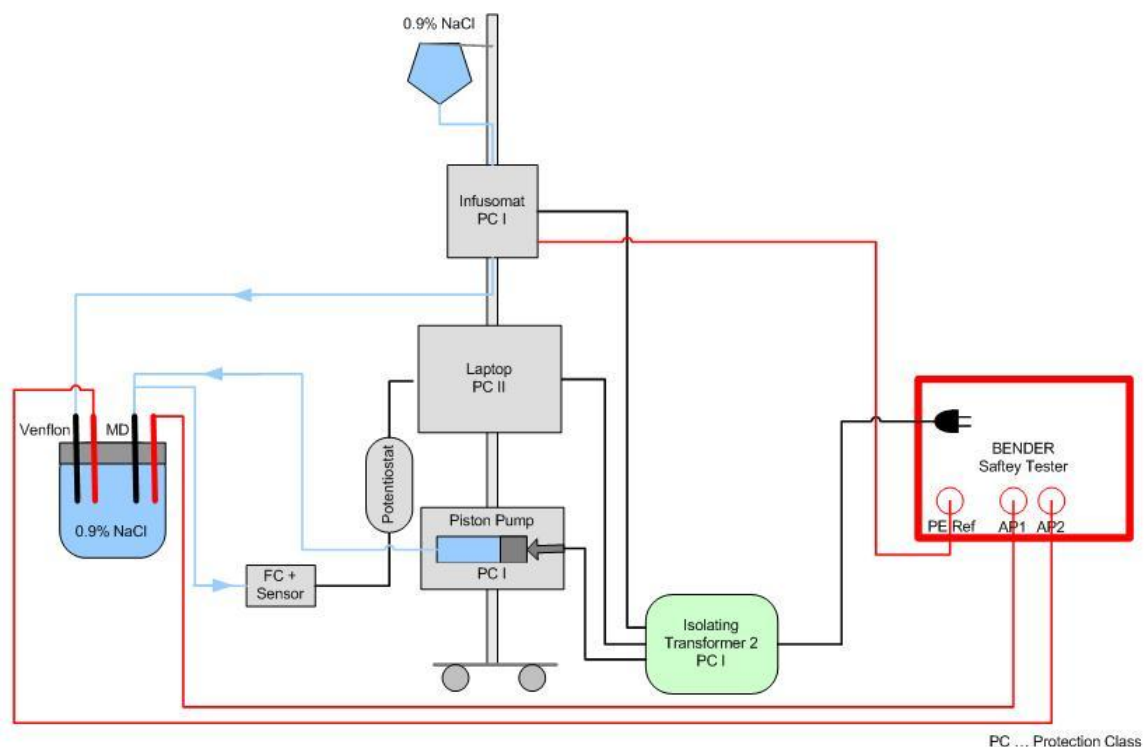 0.9% NaCl
Infusomat
PC I
Laptop
PC II
Venflon
MD
BENDER
Saftey Tester
Potentiostat
0.9% NaCl
Piston Pump
PC I
PE Ref
AP1
AP2
FC +
Sensor
Isolating
Transformer 2
PC I
PC ... Protection Class